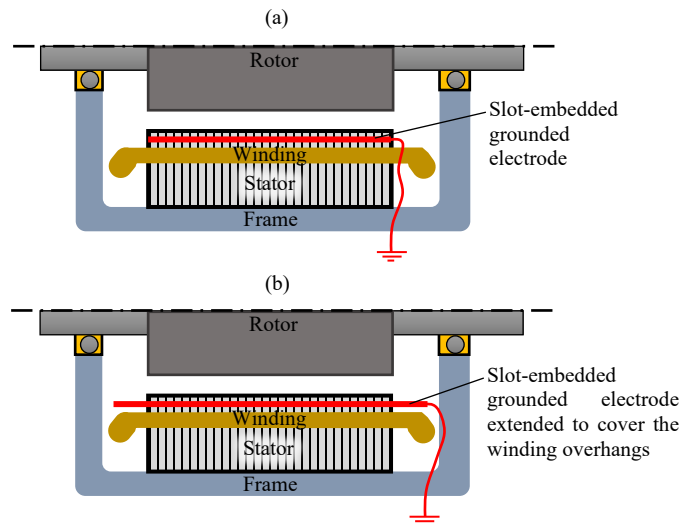 (a)
Rotor
Slot-embedded
grounded
electrode
Winding
Stator
Frame
(b)
Rotor
Slot-embedded
grounded electrode
extended to cover the
winding overhangs
Winding
Stator
Frame